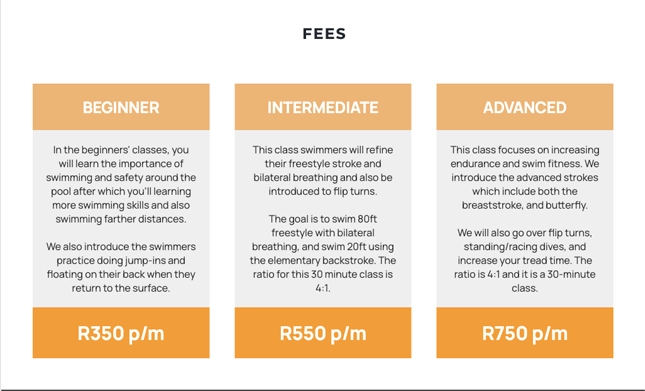 FEES
BEGINNER
In the beginners' classes, you
will learn the importance of
swimming and safety around the
pool after which you'll learning
more swimming skills and also
swimming farther distances.
We also introduce the swimmers
practice doing jump-ins and
floating on their back when they
return to the surface.
R350 p/m
INTERMEDIATE
This class swimmers will refine
their freestyle stroke and
bilateral breathing and also be
introduced to flip turns.
The goal is to swim 80ft
freestyle with bilateral
breathing, and swim 20ft using
the elementary backstroke. The
ratio for this 30 minute class is
4:1.
R550 p/m
ADVANCED
This class focuses on increasing
endurance and swim fitness. We
introduce the advanced strokes
which include both the
breaststroke, and butterfly.
We will also go over flip turns,
standing/racing dives, and
increase your tread time. The
ratio is 4:1 and it is a 30-minute
class.
R750 p/m